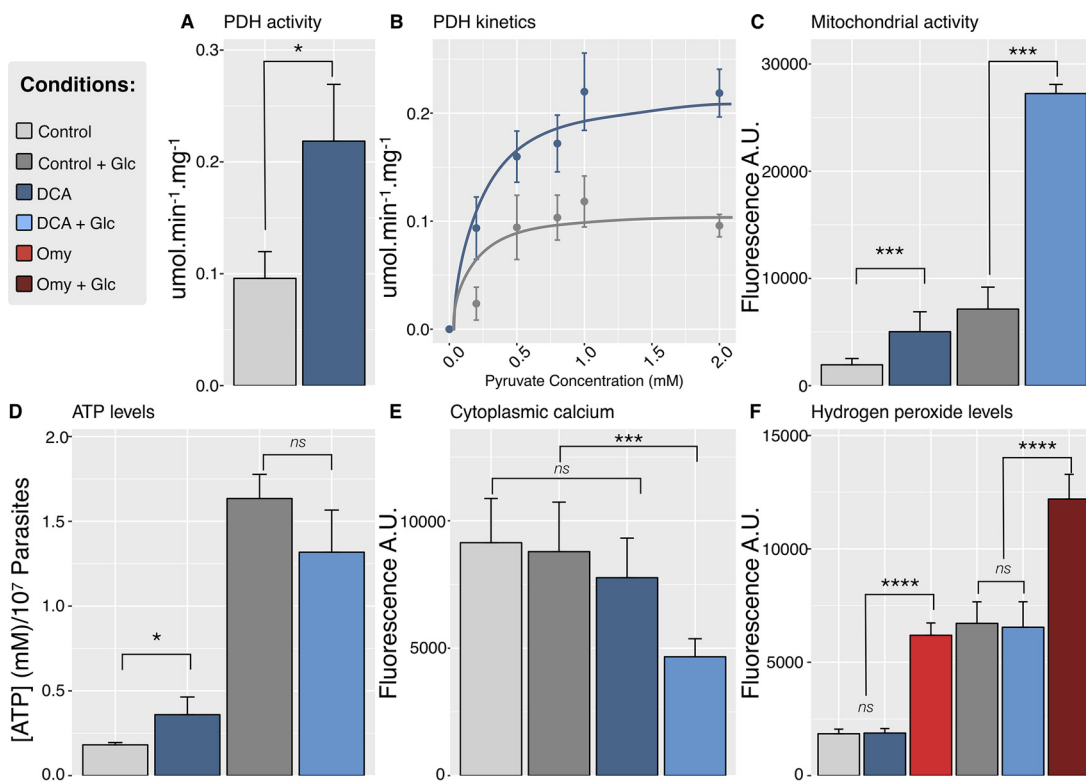 A PDH activity
B PDH kinetics
C Mitochondrial activity
Conditions:
Control
Control + Glc
DCA
DCA + Glc
Omy
Omy + Glc
umol.min⁻¹.mg⁻¹
0.3
0.2
0.1
0.0
*
umol.min⁻¹.mg⁻¹
0.2
0.1
0.0
0.0
0.5
1.0
1.5
2.0
Pyruvate Concentration (mM)
Fluorescence A.U.
30000
20000
10000
0
***
***
D ATP levels
E Cytoplasmic calcium
F Hydrogen peroxide levels
[ATP] (mM)/10⁷ Parasites
2.0
1.5
1.0
0.5
0.0
*
ns
Fluorescence A.U.
10000
5000
0
ns
***
Fluorescence A.U.
15000
10000
5000
0
ns
****
ns
****